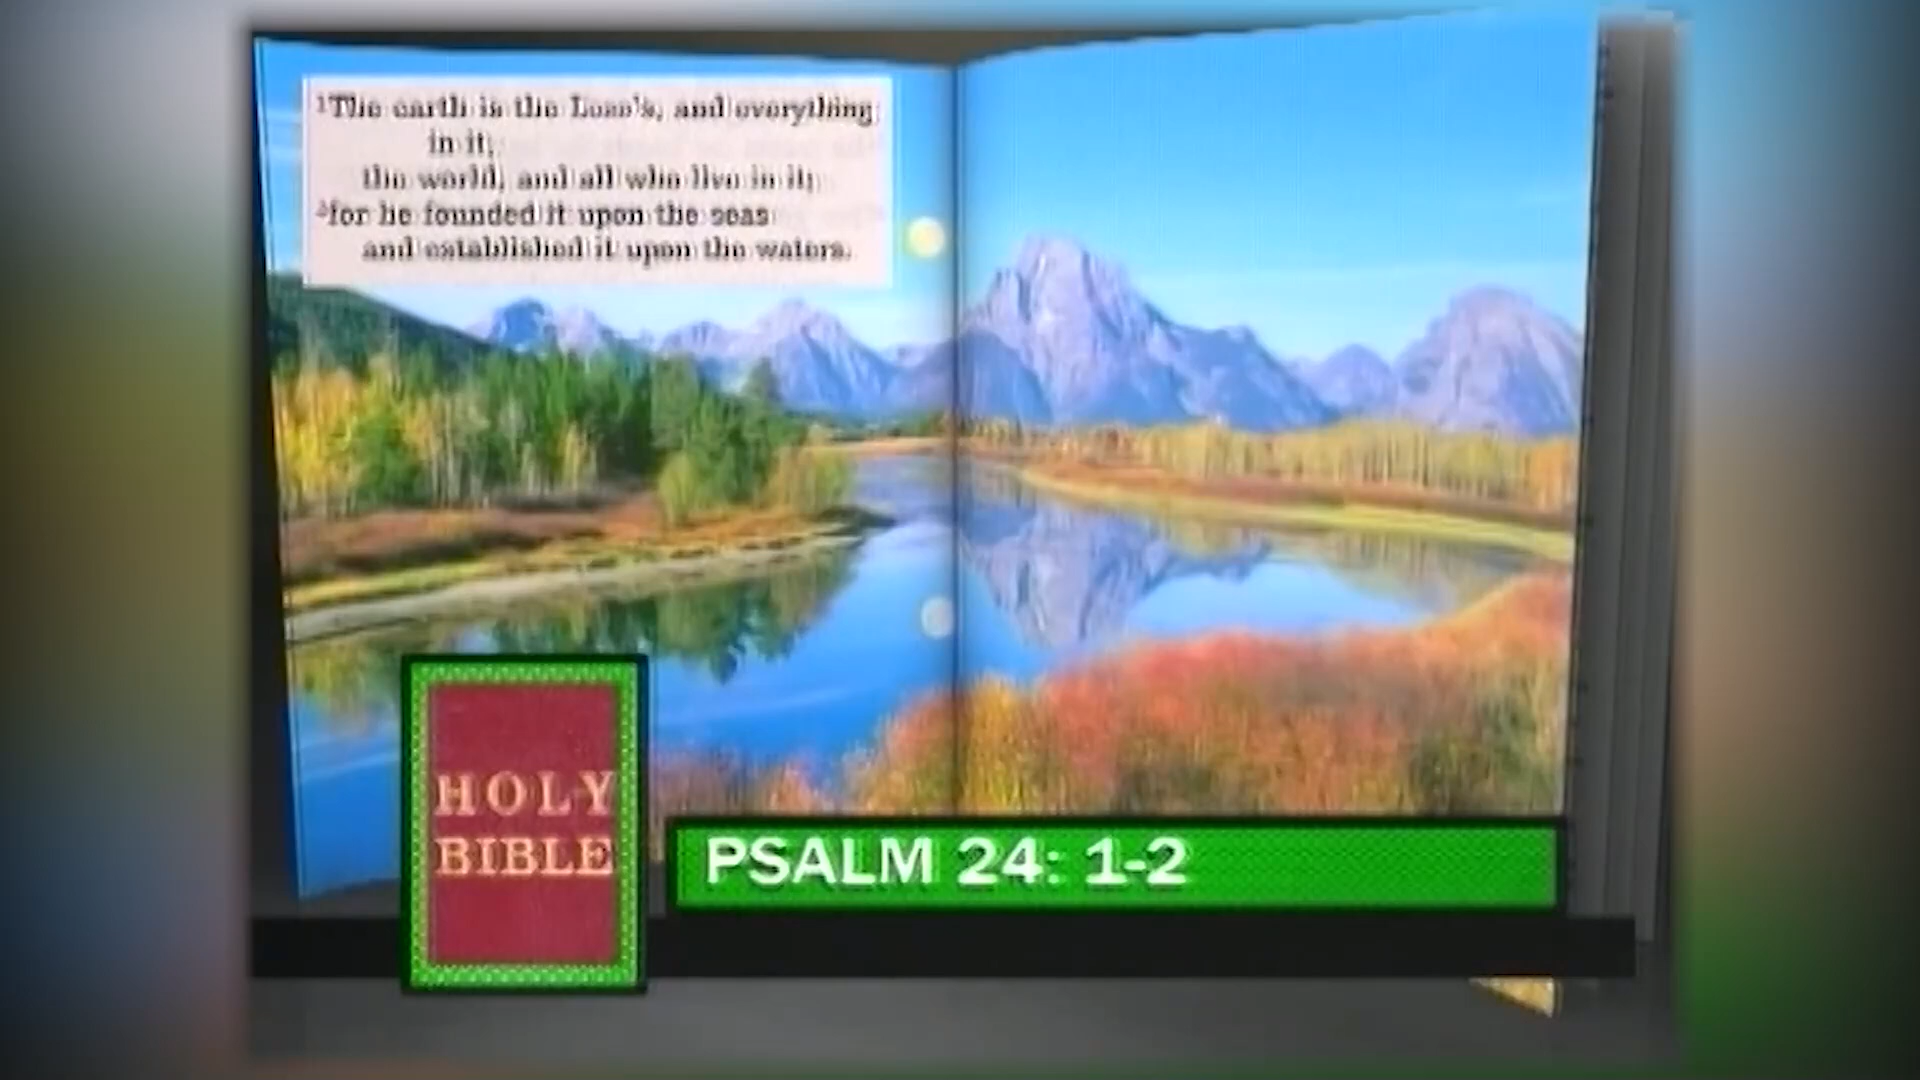 ¹The earth is the LORD's, and everything
in it,
the world, and all who live in it;
²for he founded it upon the seas
and established it upon the waters.
HOLY
BIBLE
PSALM 24: 1-2